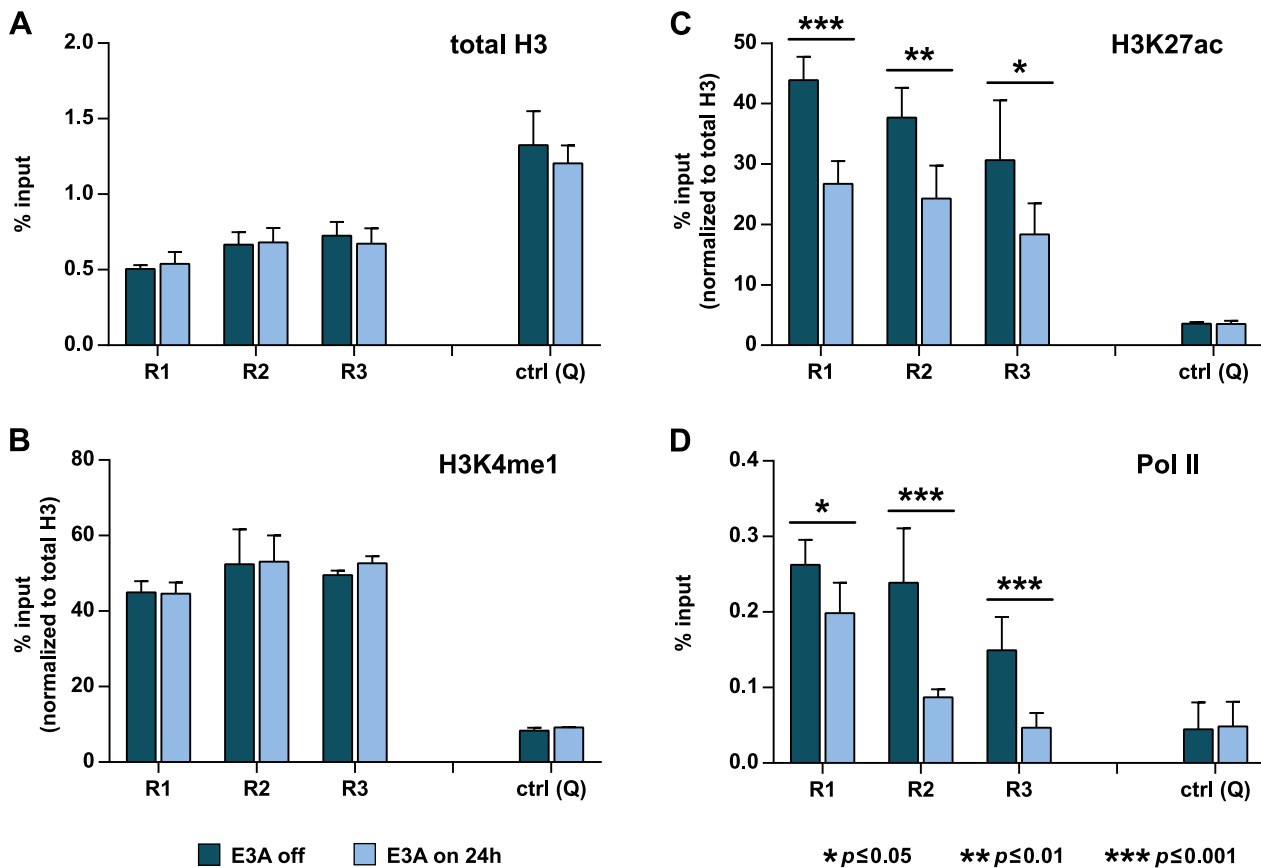 A
total H3
% input
2.0
1.5
1.0
0.5
0.0
R1 R2 R3 ctrl (Q)
B
H3K4me1
% input
(normalized to total H3)
80
60
40
20
0
R1 R2 R3 ctrl (Q)
C
H3K27ac
% input
(normalized to total H3)
50
40
30
20
10
0
*** ** *
R1 R2 R3 ctrl (Q)
D
Pol II
% input
0.4
0.3
0.2
0.1
0.0
* *** ***
R1 R2 R3 ctrl (Q)
E3A off E3A on 24h
* p≤0.05 ** p≤0.01 *** p≤0.001